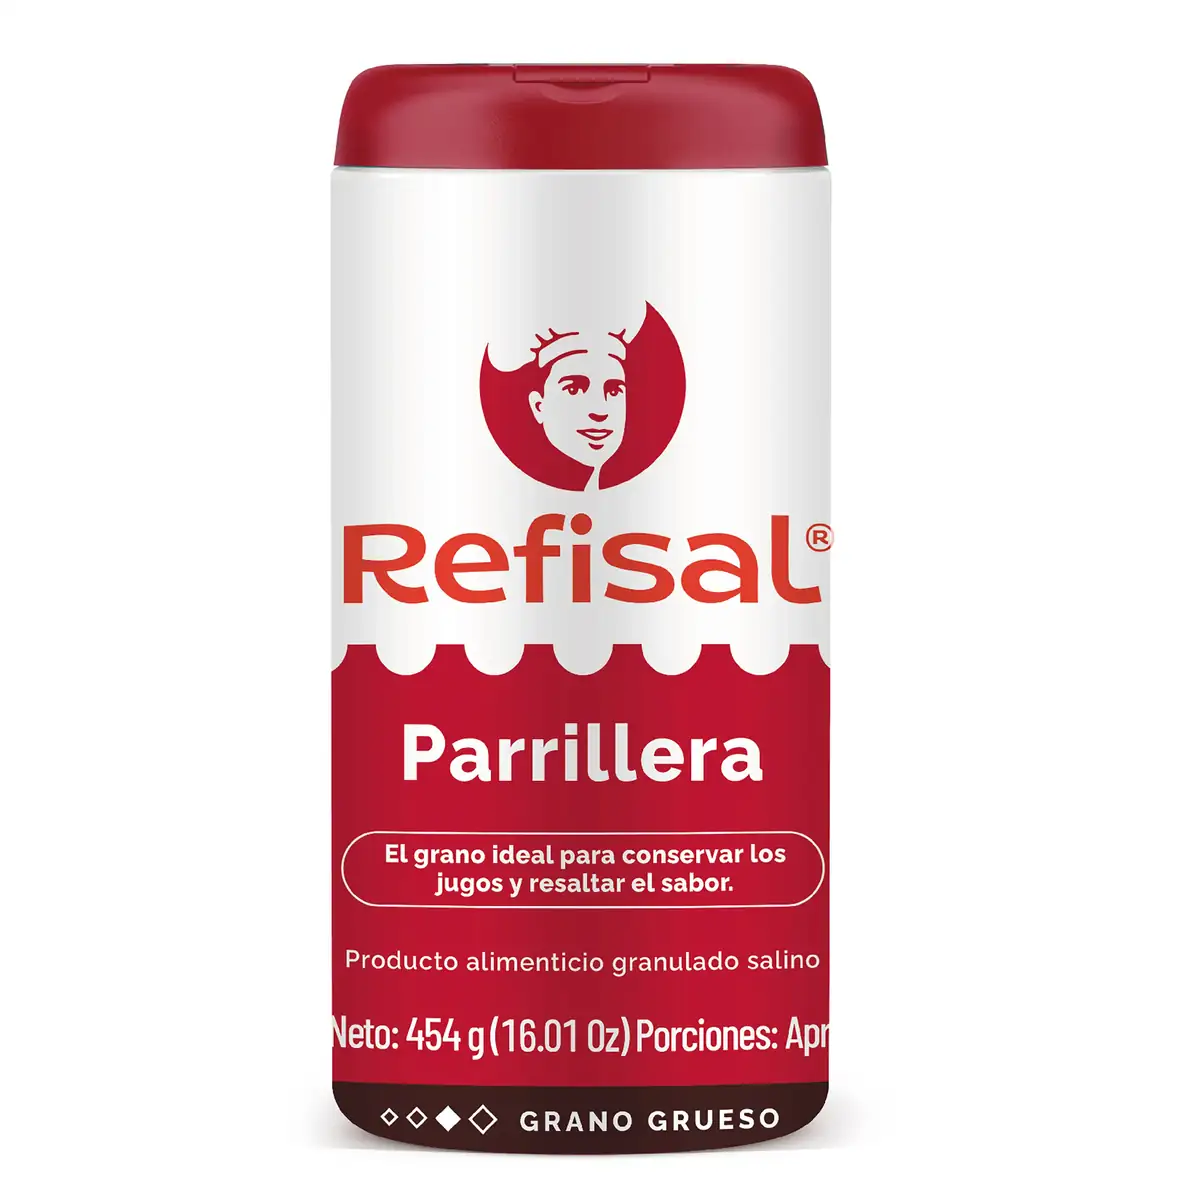 Refisal®
Parrillera
El grano ideal para conservar los
jugos y resaltar el sabor.
Producto alimenticio granulado salino
Neto: 454 g (16.01 Oz) Porciones: Apr
GRANO GRUESO